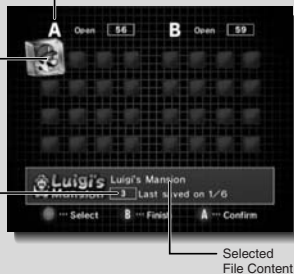 A Open 56 B Open 59
Luigi's Mansion Luigi's Mansion
3 Last saved on 1/6
Select B ··· Finish A ··· Confirm
Selected
File Content